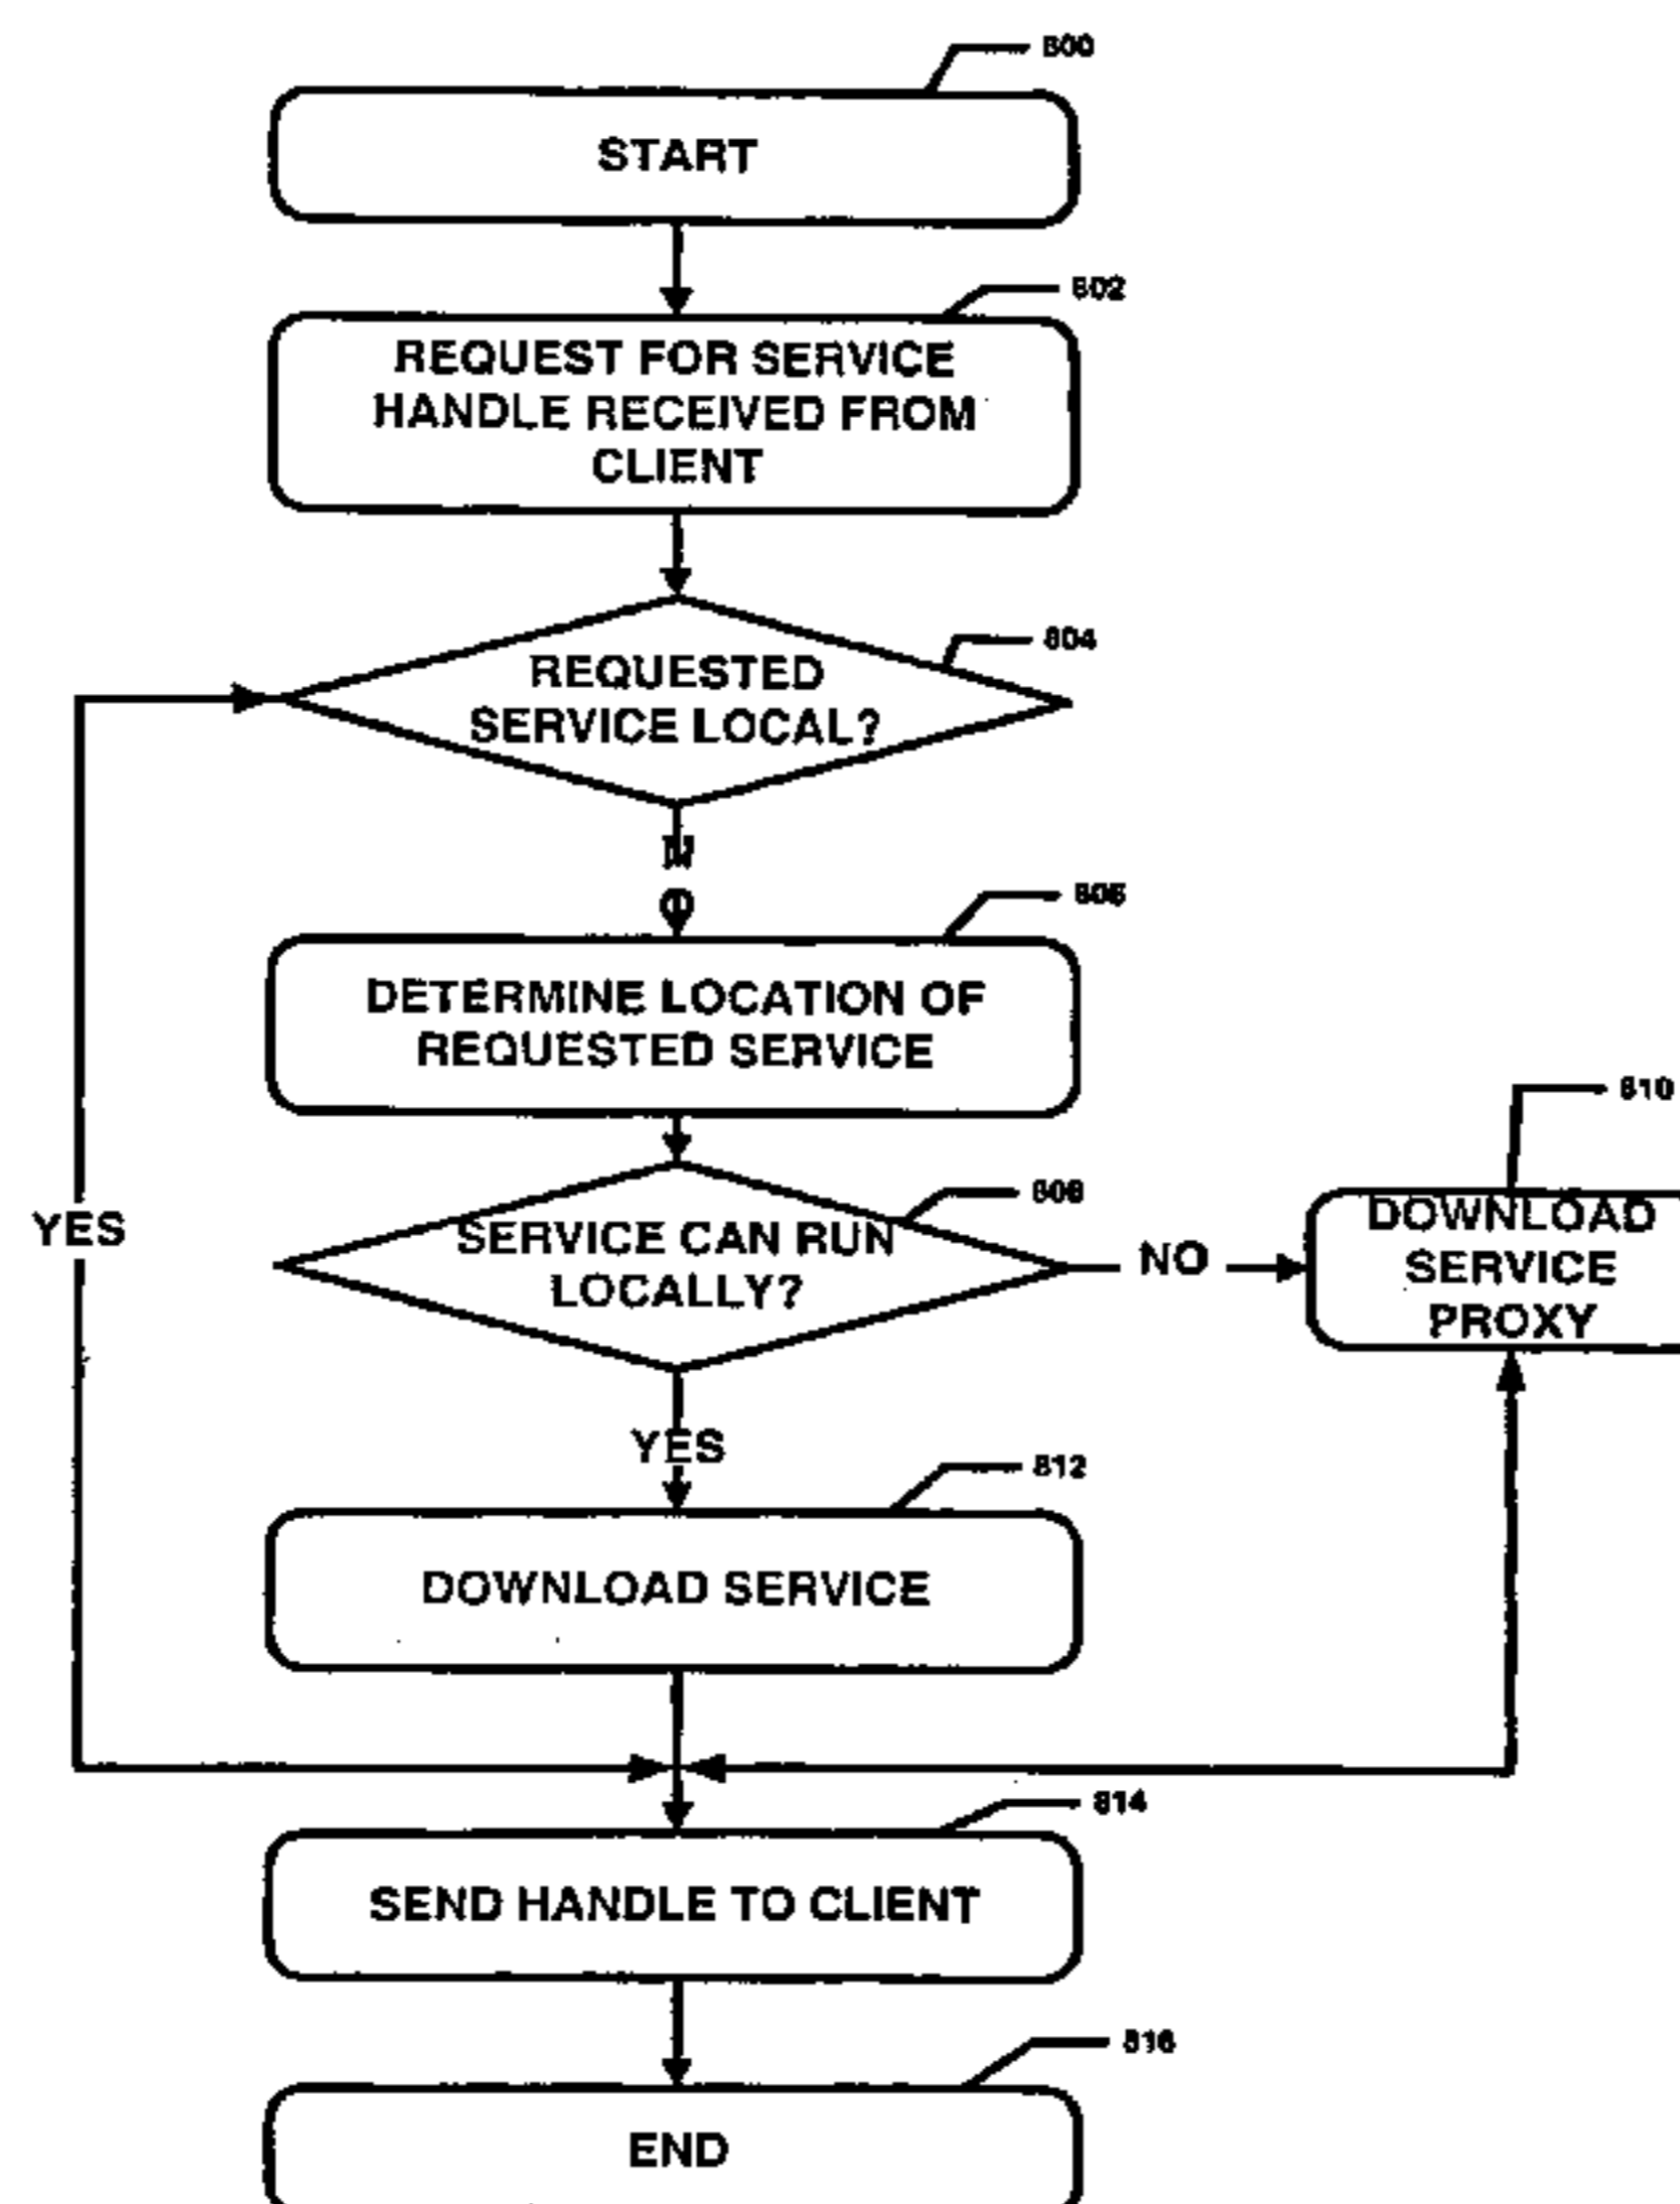 800
START
802
REQUEST FOR SERVICE
HANDLE RECEIVED FROM
CLIENT
804
REQUESTED
SERVICE LOCAL?
N
O
806
DETERMINE LOCATION OF
REQUESTED SERVICE
810
808
YES
SERVICE CAN RUN
LOCALLY?
NO
DOWNLOAD
SERVICE
PROXY
YES
812
DOWNLOAD SERVICE
814
SEND HANDLE TO CLIENT
816
END